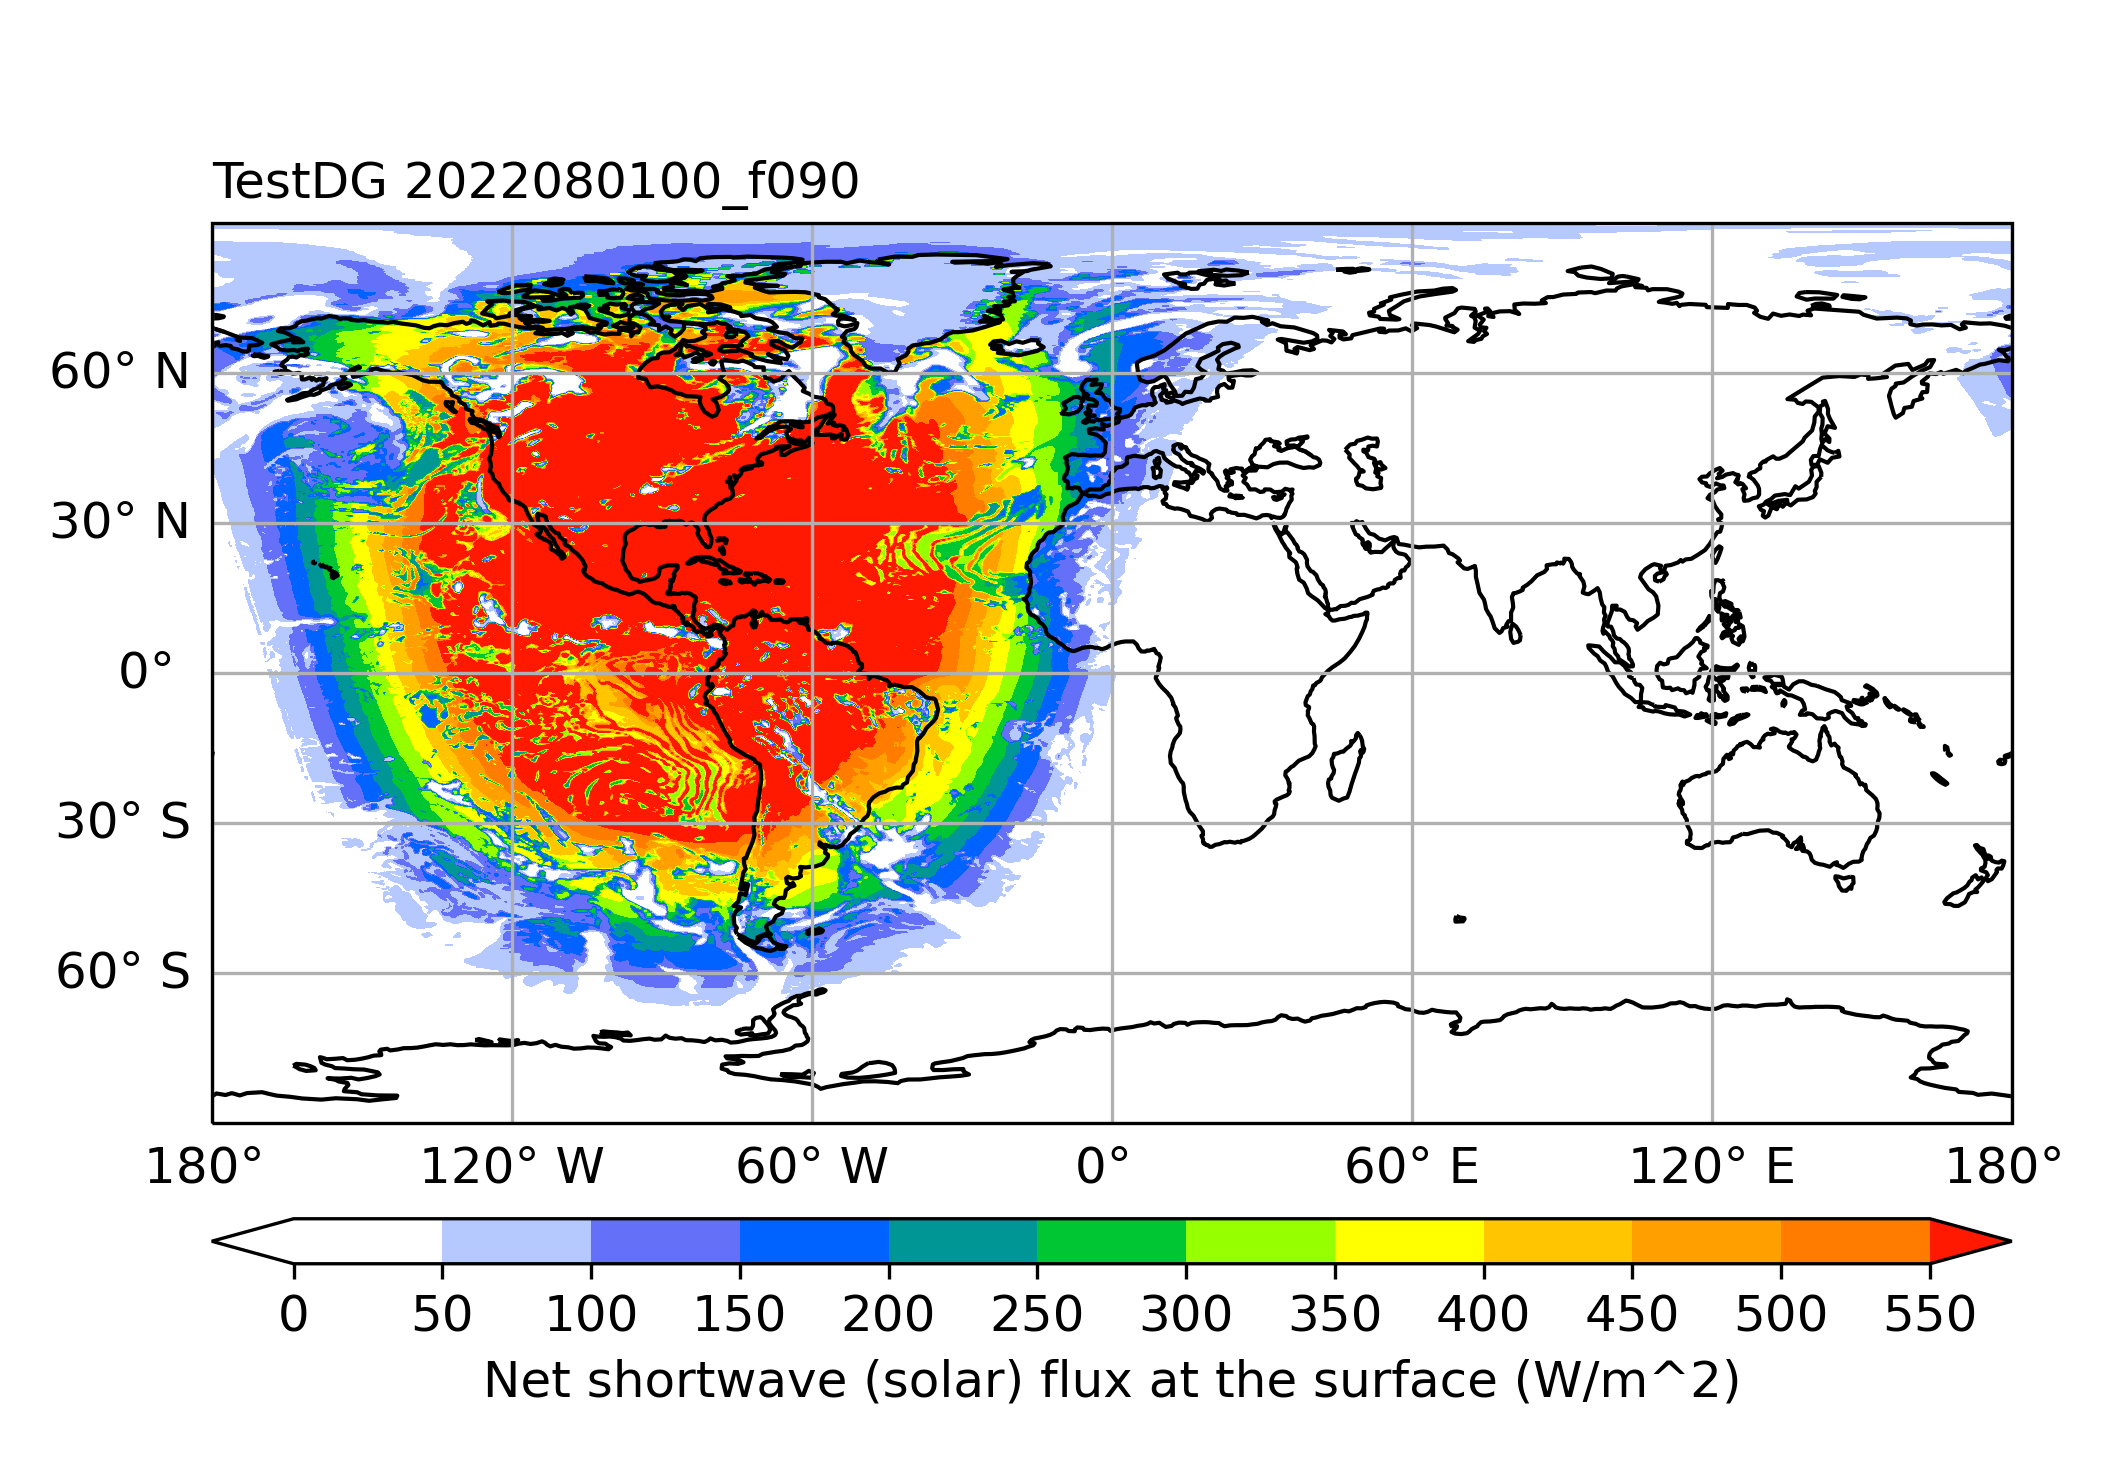 TestDG 2022080100_f090
60° N
30° N
0°
30° S
60° S
180° 120° W 60° W 0° 60° E 120° E 180°
0 50 100 150 200 250 300 350 400 450 500 550
Net shortwave (solar) flux at the surface (W/m^2)